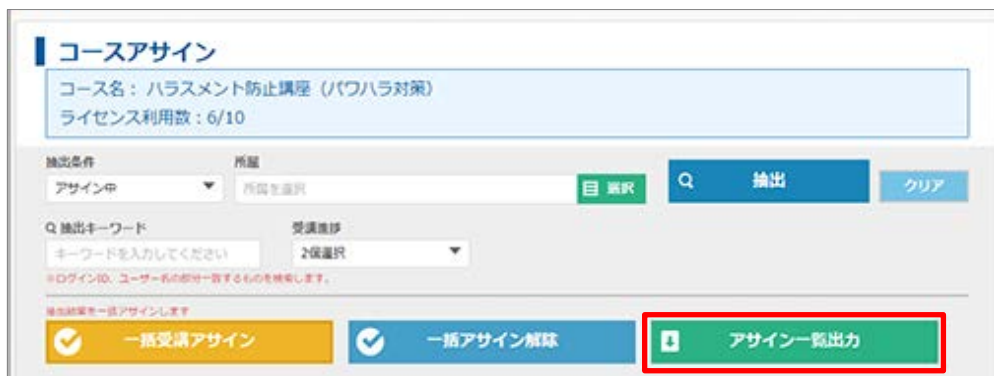 コースアサイン
コース名： ハラスメント防止講座（パワハラ対策）
ライセンス利用数：6/10
抽出条件
所属
アサイン中
所属を選択
選択
抽出
クリア
抽出キーワード
受講進捗
キーワードを入力してください
2個選択
※ログインID、ユーザー名の部分一致するものを検索します。
抽出結果を一括アサインします
一括受講アサイン
一括アサイン解除
アサイン一覧出力